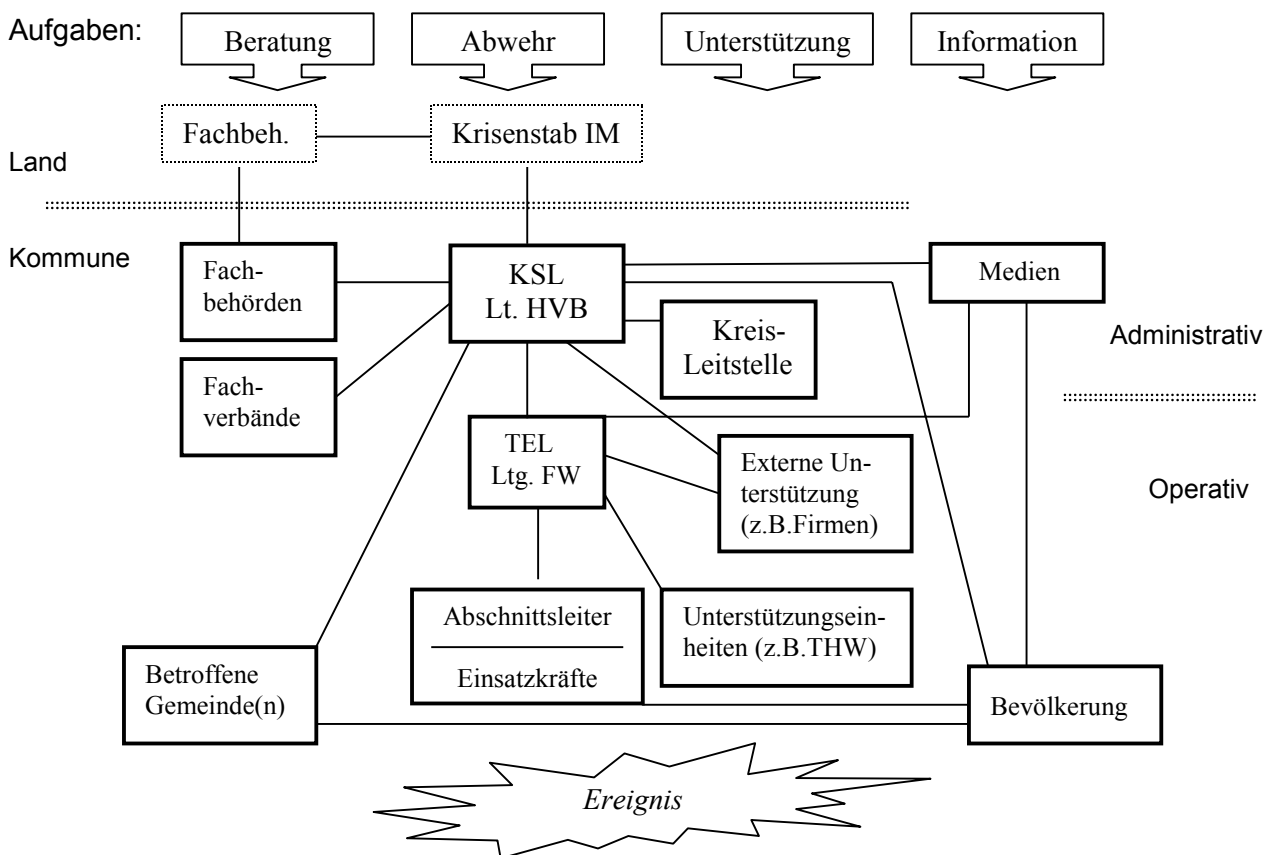 Aufgaben:
Beratung
Abwehr
Unterstützung
Information
Fachbeh.
Krisenstab IM
Land
Kommune
Fach-
behörden
KSL
Lt. HVB
Medien
Kreis-
Leitstelle
Administrativ
Fach-
verbände
TEL
Ltg. FW
Externe Un-
terstützung
(z.B.Firmen)
Operativ
Abschnittsleiter
Einsatzkräfte
Unterstützungsein-
heiten (z.B.THW)
Betroffene
Gemeinde(n)
Bevölkerung
Ereignis